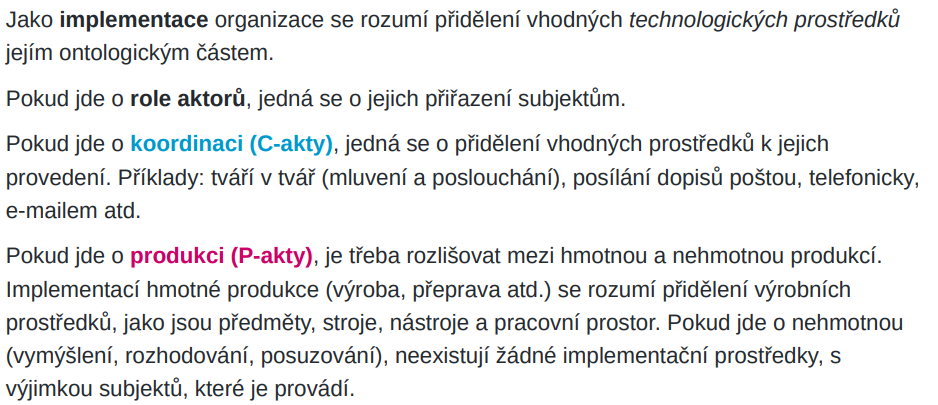 Jako implementace organizace se rozumí přidělení vhodných technologických prostředků
jejím ontologickým částem.
Pokud jde o role aktorů, jedná se o jejich přiřazení subjektům.
Pokud jde o koordinaci (C-akty), jedná se o přidělení vhodných prostředků k jejich
provedení. Příklady: tváří v tvář (mluvení a poslouchání), posílání dopisů poštou, telefonicky,
e-mailem atd.
Pokud jde o produkci (P-akty), je třeba rozlišovat mezi hmotnou a nehmotnou produkcí.
Implementací hmotné produkce (výroba, přeprava atd.) se rozumí přidělení výrobních
prostředků, jako jsou předměty, stroje, nástroje a pracovní prostor. Pokud jde o nehmotnou
(vymýšlení, rozhodování, posuzování), neexistují žádné implementační prostředky, s
výjimkou subjektů, které je provádí.